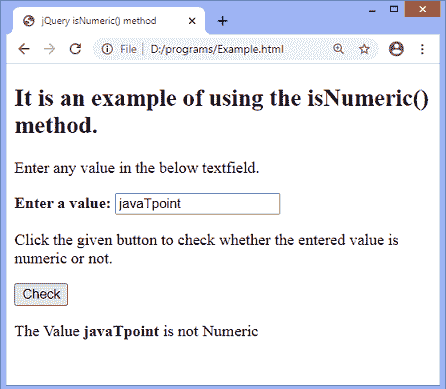 jQuery isNumeric() method
File | D:/programs/Example.html
It is an example of using the isNumeric()
method.
Enter any value in the below textfield.
Enter a value: javaTpoint
Click the given button to check whether the entered value is
numeric or not.
Check
The Value javaTpoint is not Numeric